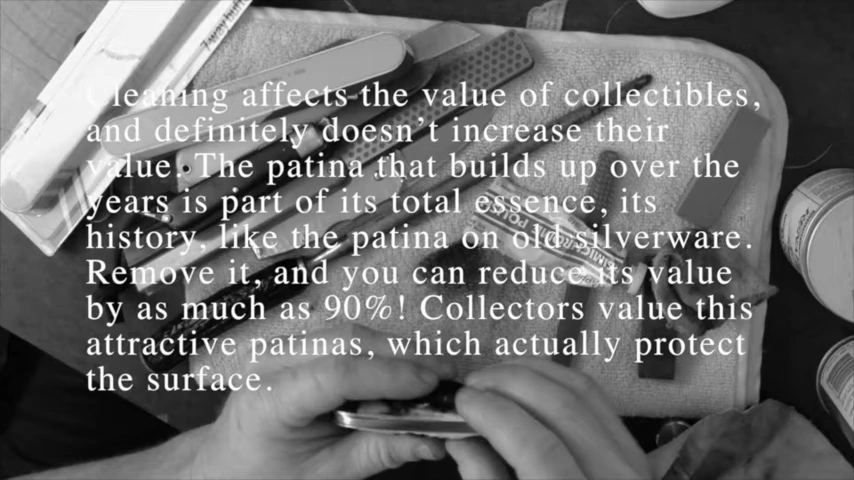 Cleaning affects the value of collectibles,
and definitely doesn't increase their
value. The patina that builds up over the
years is part of its total essence, its
history, like the patina on old silverware.
Remove it, and you can reduce its value
by as much as 90%! Collectors value this
attractive patinas, which actually protect
the surface.